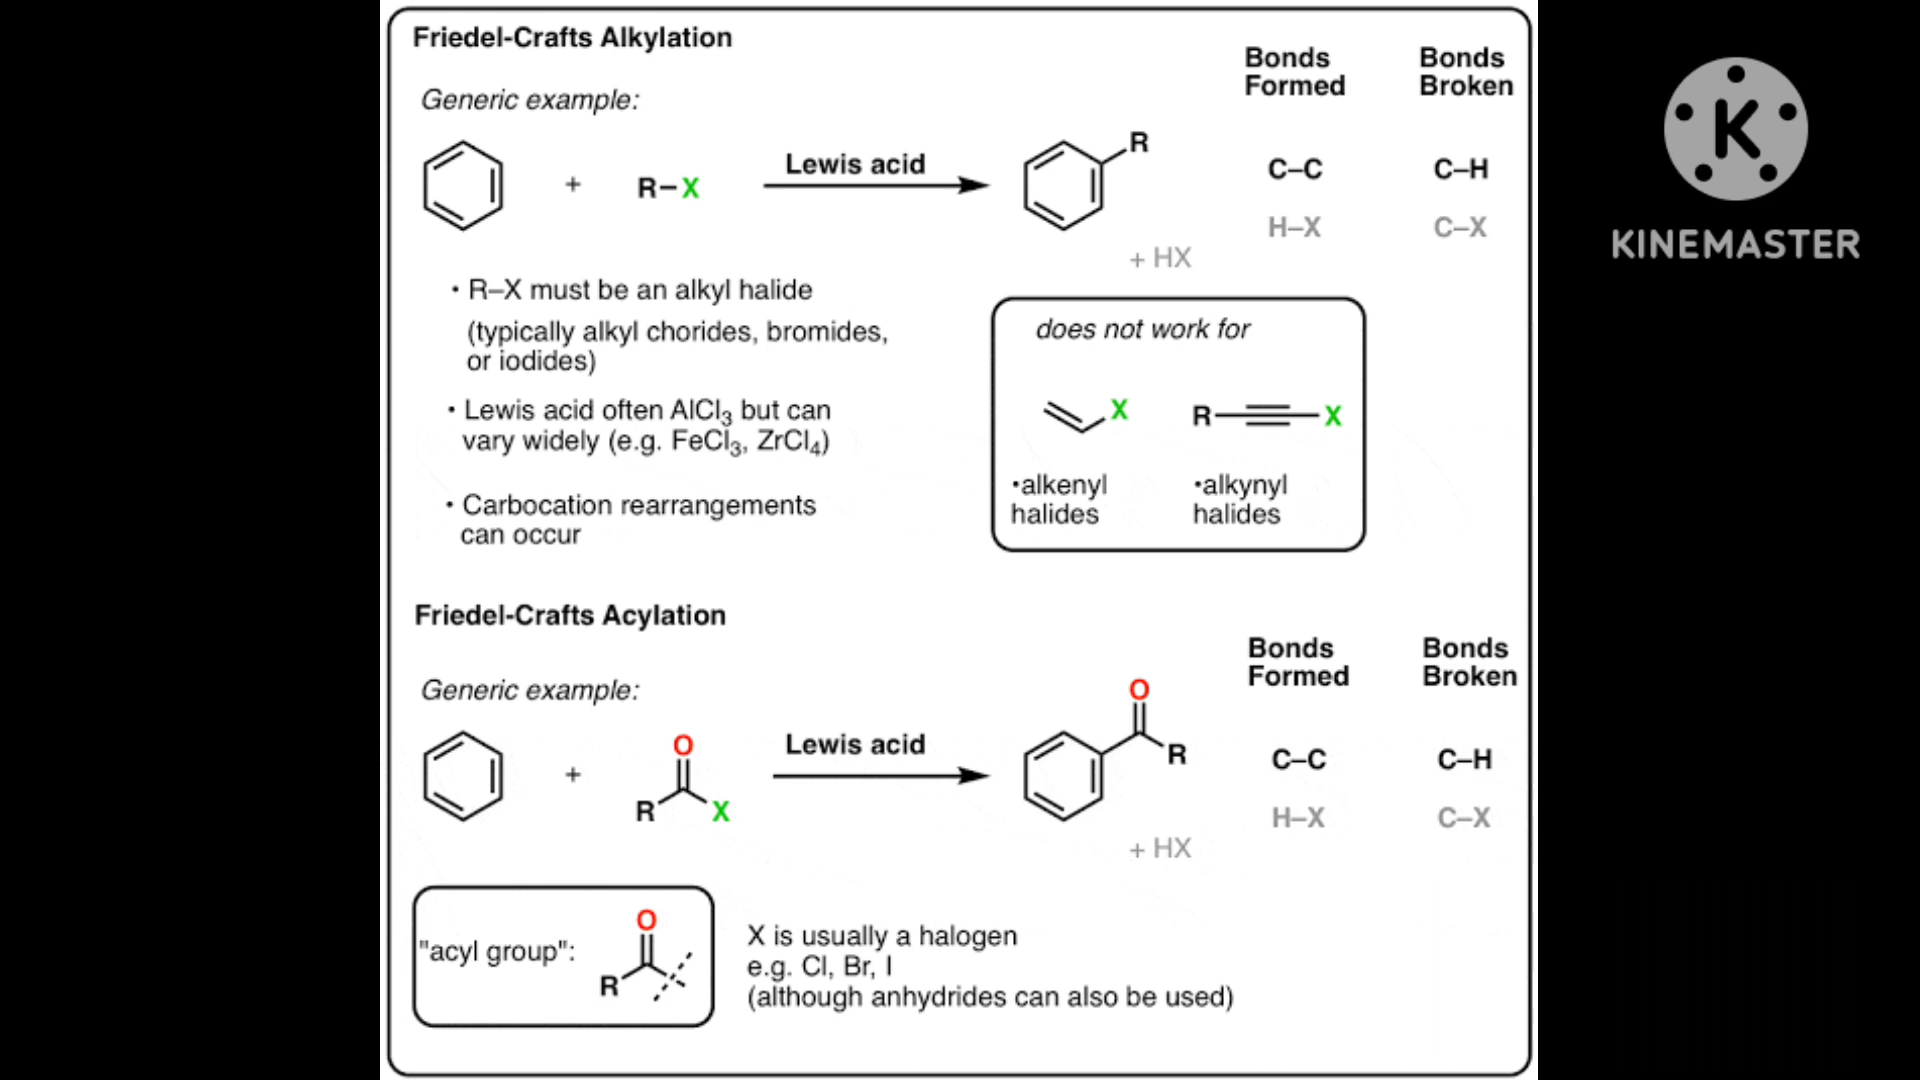 Friedel-Crafts Alkylation
Bonds Formed
Bonds Broken
Generic example:
+
R–X
Lewis acid
R
+ HX
C–C
C–H
H–X
C–X
• R–X must be an alkyl halide
(typically alkyl chorides, bromides,
or iodides)
• Lewis acid often AlCl3 but can
vary widely (e.g. FeCl3, ZrCl4)
• Carbocation rearrangements
can occur
does not work for
X
R
X
•alkenyl
halides
•alkynyl
halides
Friedel-Crafts Acylation
Bonds Formed
Bonds Broken
Generic example:
+
O
R
X
Lewis acid
O
R
+ HX
C–C
C–H
H–X
C–X
"acyl group":
O
R
X is usually a halogen
e.g. Cl, Br, I
(although anhydrides can also be used)
K
KINEMASTER